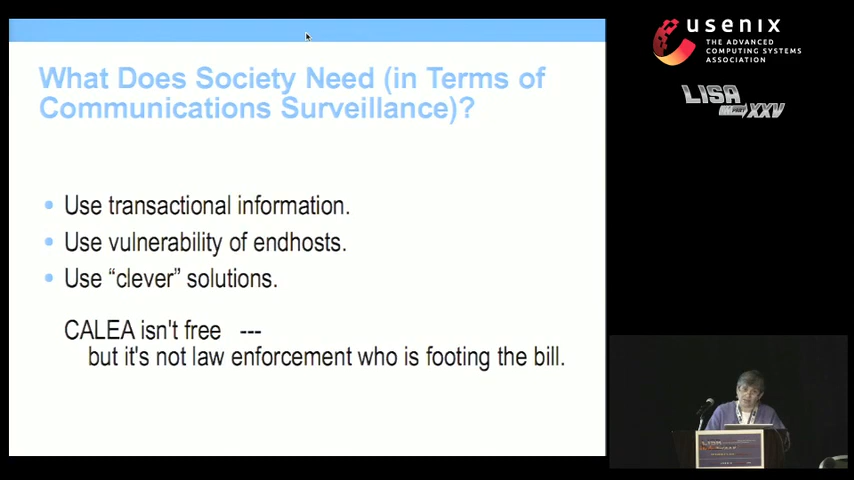 What Does Society Need (in Terms of
Communications Surveillance)?
• Use transactional information.
• Use vulnerability of endhosts.
• Use “clever” solutions.
CALEA isn't free ---
but it's not law enforcement who is footing the bill.
usenix
THE ADVANCED
COMPUTING SYSTEMS
ASSOCIATION
LISA
XXV